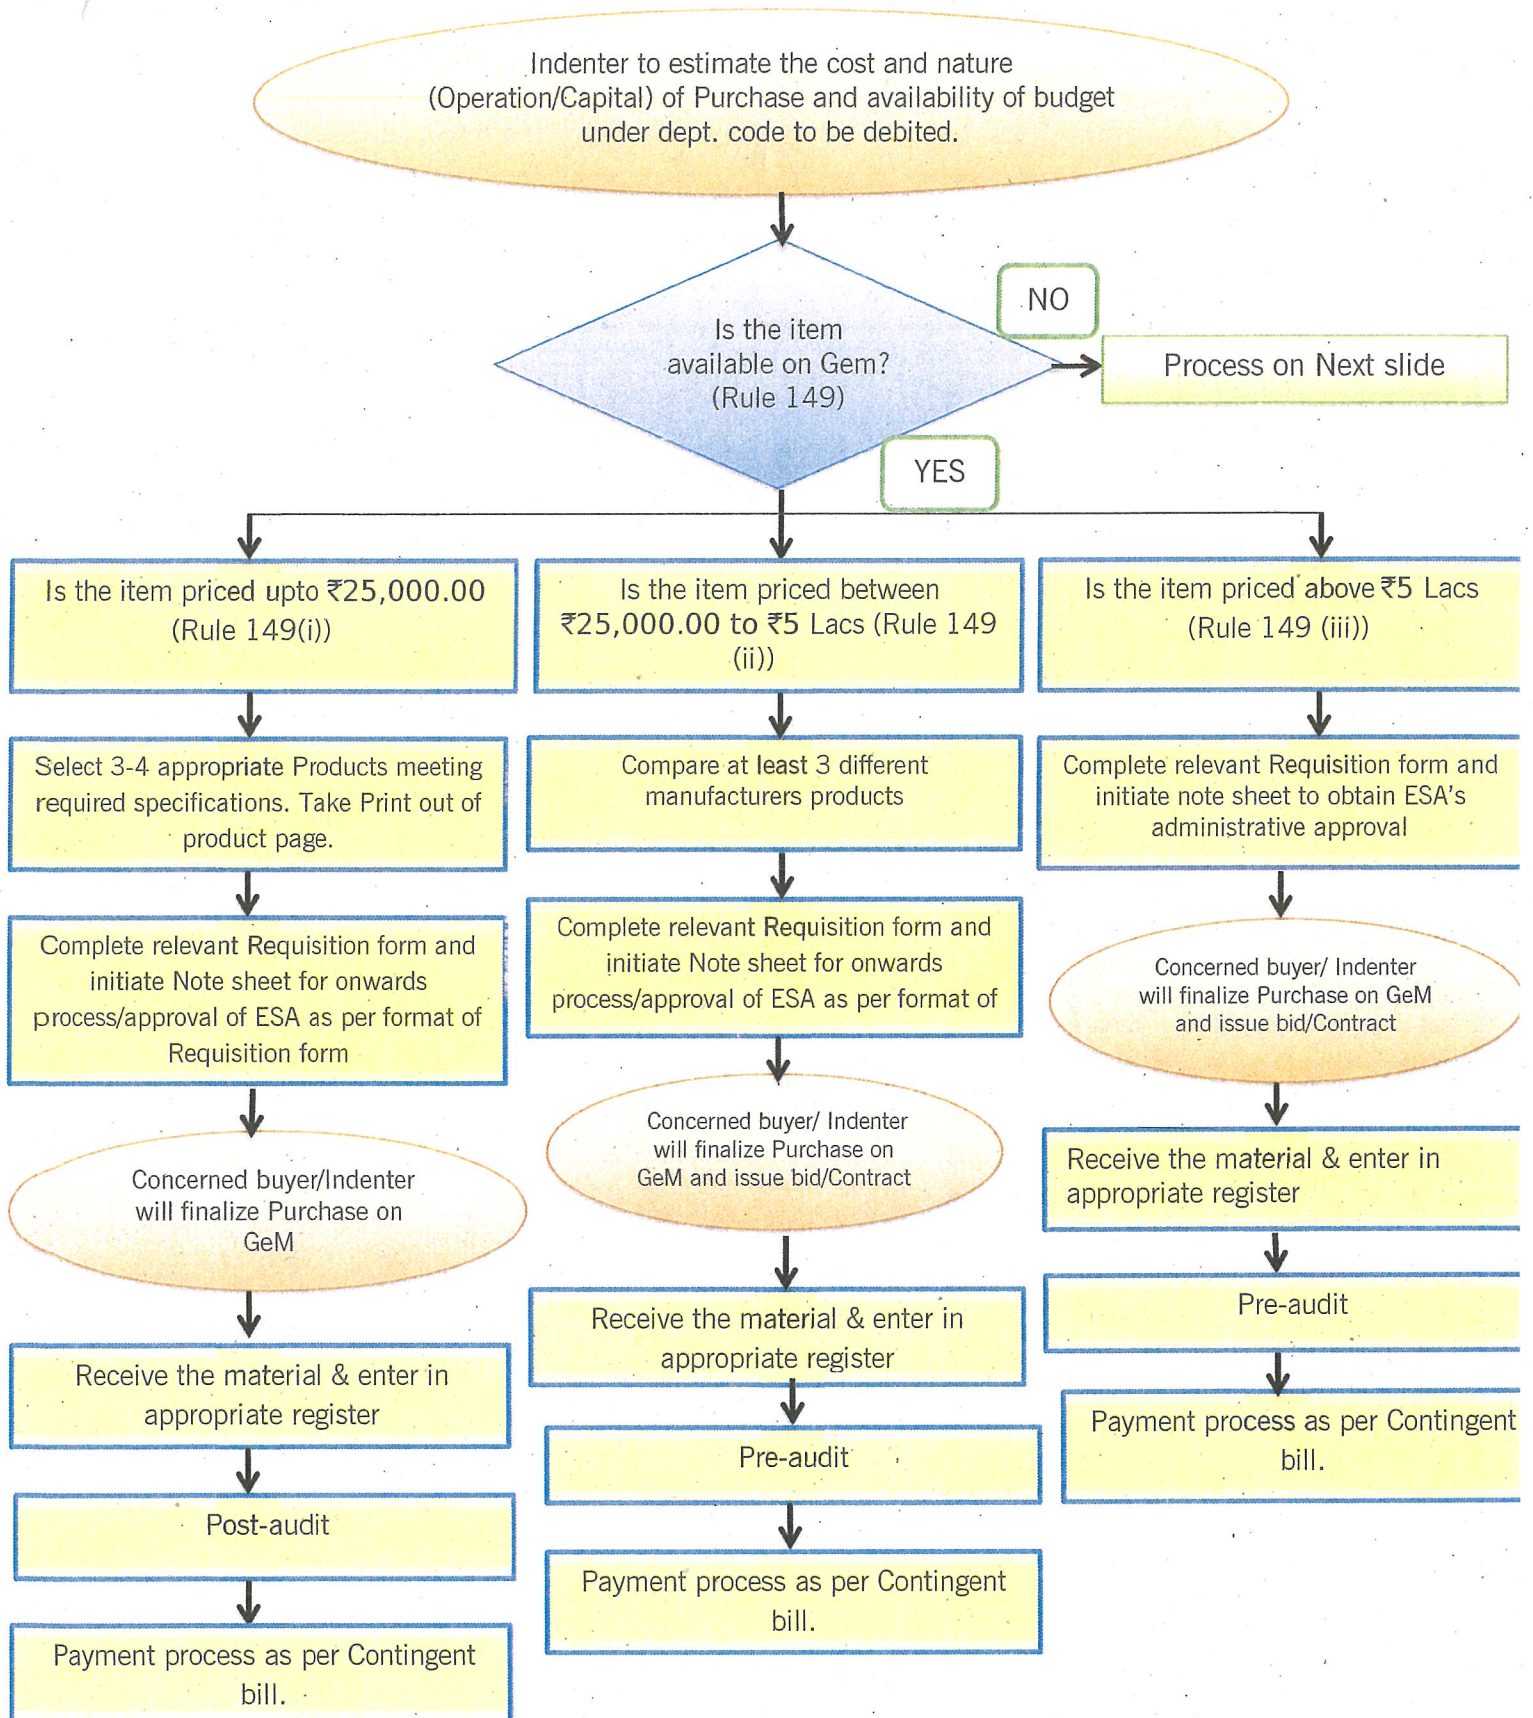 Indenter to estimate the cost and nature
(Operation/Capital) of Purchase and availability of budget
under dept. code to be debited.
NO
Is the item
available on Gem?
(Rule 149)
Process on Next slide
YES
Is the item priced upto ₹25,000.00
(Rule 149(i))
Is the item priced between
₹25,000.00 to ₹5 Lacs (Rule 149
(ii))
Is the item priced above ₹5 Lacs
(Rule 149 (iii))
Select 3-4 appropriate Products meeting
required specifications. Take Print out of
product page.
Compare at least 3 different
manufacturers products
Complete relevant Requisition form and
initiate note sheet to obtain ESA's
administrative approval
Complete relevant Requisition form and
initiate Note sheet for onwards
process/approval of ESA as per format of
Requisition form
Complete relevant Requisition form and
initiate Note sheet for onwards
process/approval of ESA as per format of
Concerned buyer/ Indenter
will finalize Purchase on GeM
and issue bid/Contract
Concerned buyer/Indenter
will finalize Purchase on
GeM
Concerned buyer/ Indenter
will finalize Purchase on
GeM and issue bid/Contract
Receive the material & enter in
appropriate register
Receive the material & enter in
appropriate register
Receive the material & enter in
appropriate register
Pre-audit
Post-audit
Pre-audit
Payment process as per Contingent
bill.
Payment process as per Contingent
bill.
Payment process as per Contingent
bill.